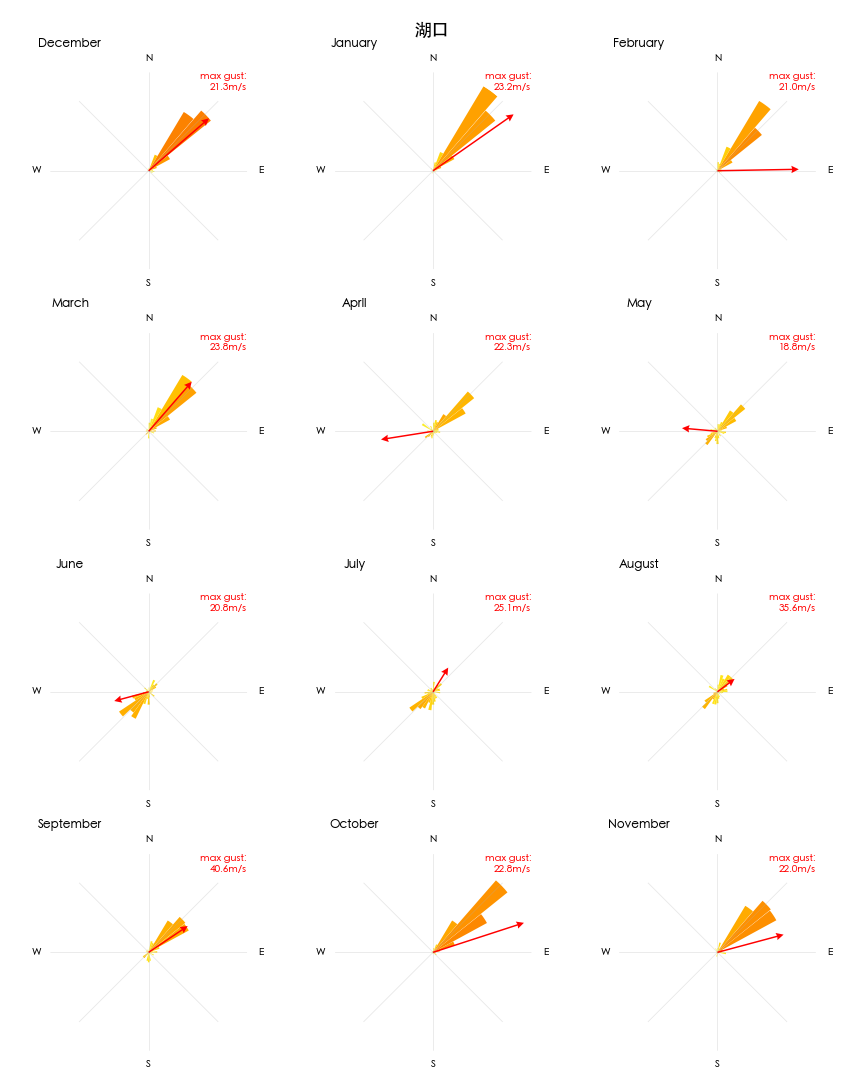 湖口
December
N
max gust:
21.3m/s
W
E
S
January
N
max gust:
23.2m/s
W
E
S
February
N
max gust:
21.0m/s
W
E
S
March
N
max gust:
23.8m/s
W
E
S
April
N
max gust:
22.3m/s
W
E
S
May
N
max gust:
18.8m/s
W
E
S
June
N
max gust:
20.8m/s
W
E
S
July
N
max gust:
25.1m/s
W
E
S
August
N
max gust:
35.6m/s
W
E
S
September
N
max gust:
40.6m/s
W
E
S
October
N
max gust:
22.8m/s
W
E
S
November
N
max gust:
22.0m/s
W
E
S